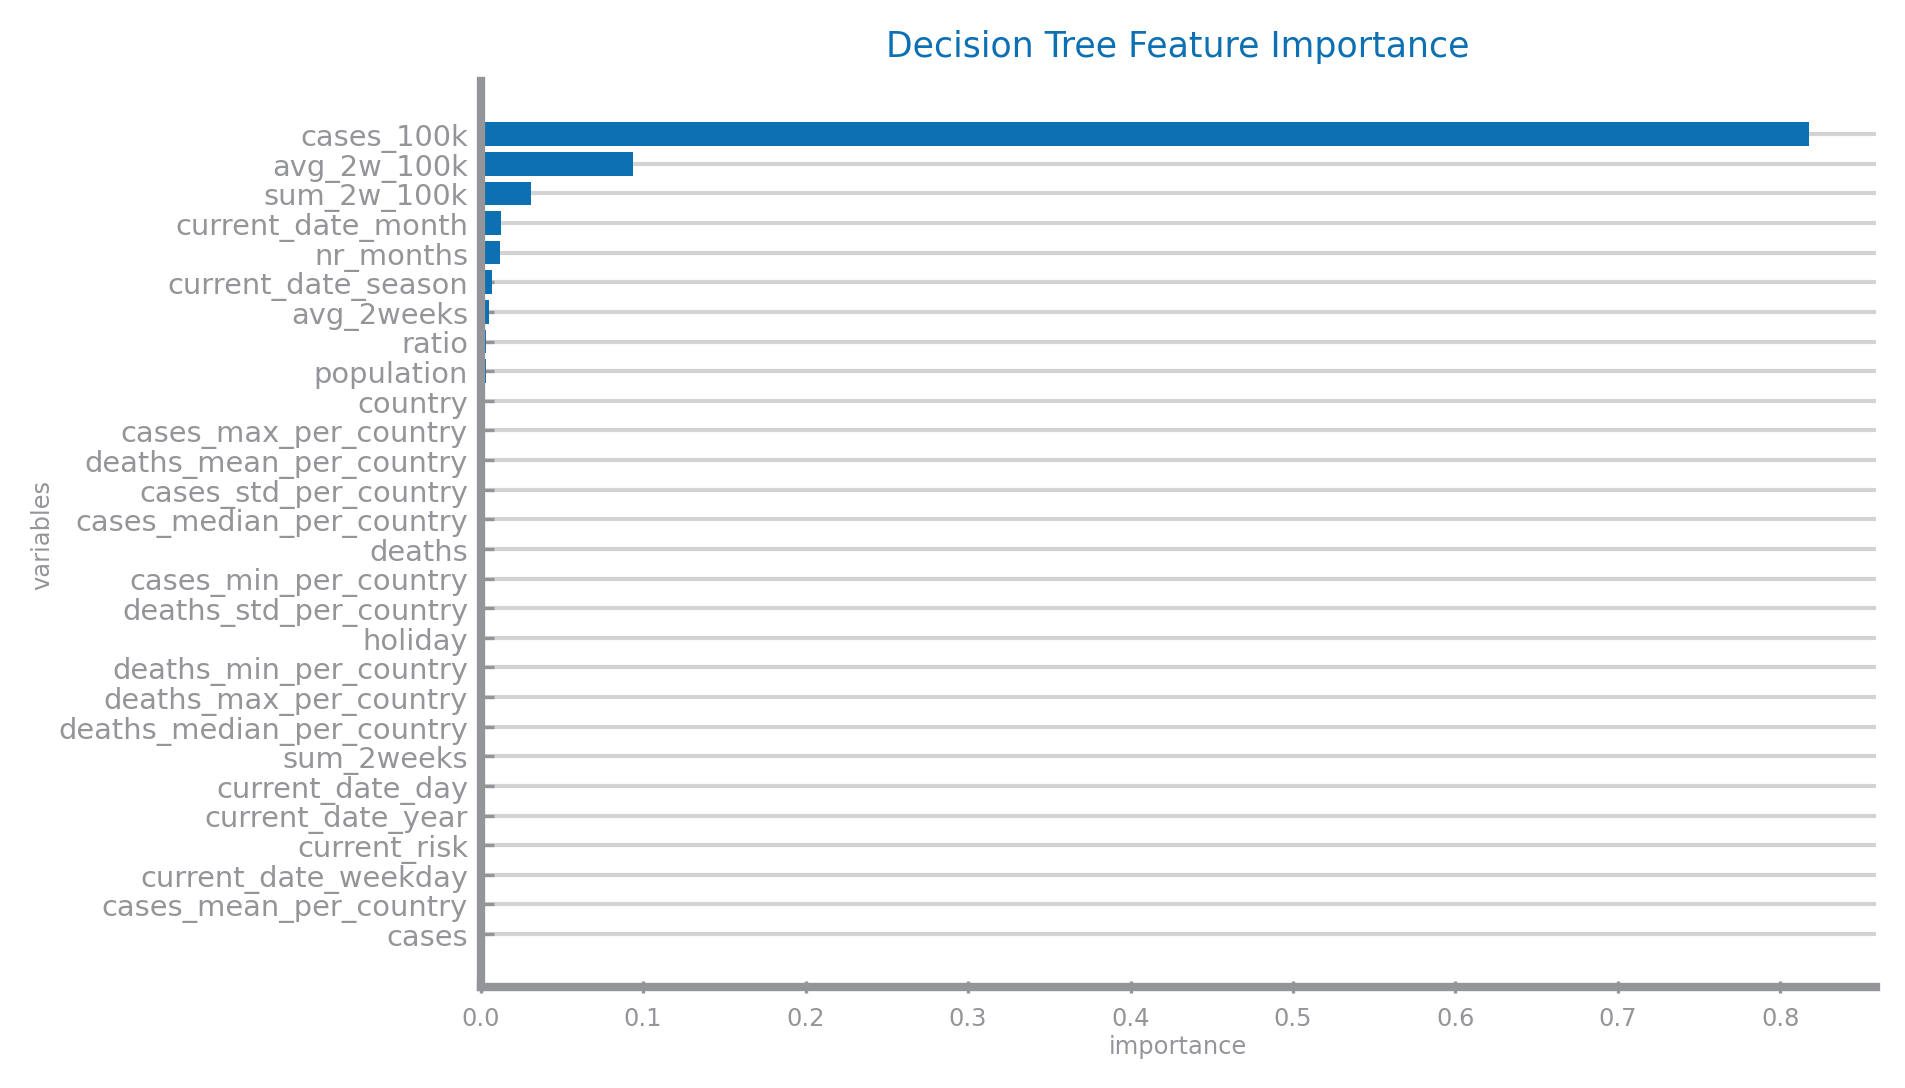 Decision Tree Feature Importance
cases_100k
avg_2w_100k
sum_2w_100k
current_date_month
nr_months
current_date_season
avg_2weeks
ratio
population
country
cases_max_per_country
deaths_mean_per_country
cases_std_per_country
cases_median_per_country
deaths
cases_min_per_country
deaths_std_per_country
holiday
deaths_min_per_country
deaths_max_per_country
deaths_median_per_country
sum_2weeks
current_date_day
current_date_year
current_risk
current_date_weekday
cases_mean_per_country
cases
variables
0.0 0.1 0.2 0.3 0.4 0.5 0.6 0.7 0.8
importance